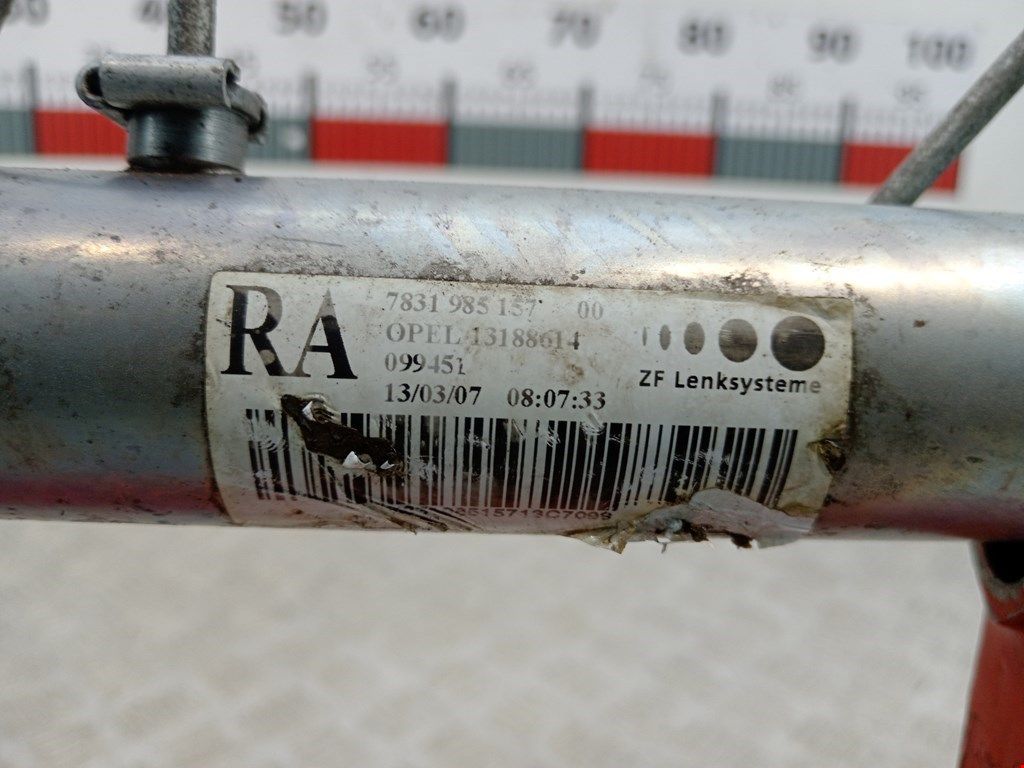 50 60 70 80 90 100
RA
7831 985 157 00
OPEL 13188614
099451
13/03/07 08:07:33
ZF Lenksysteme